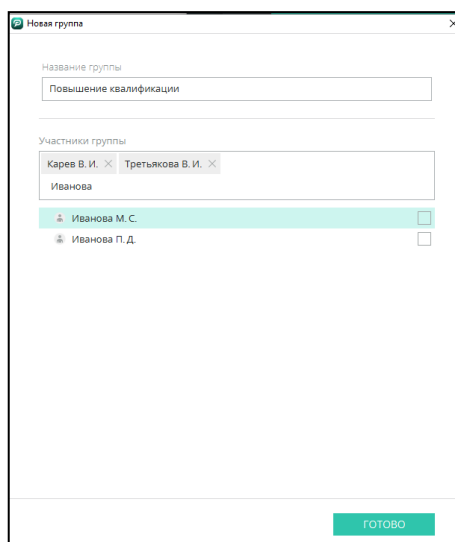 Новая группа
Название группы
Повышение квалификации
Участники группы
Карев В. И. Третьякова В. И.
Иванова
Иванова М. С.
Иванова П. Д.
ГОТОВО